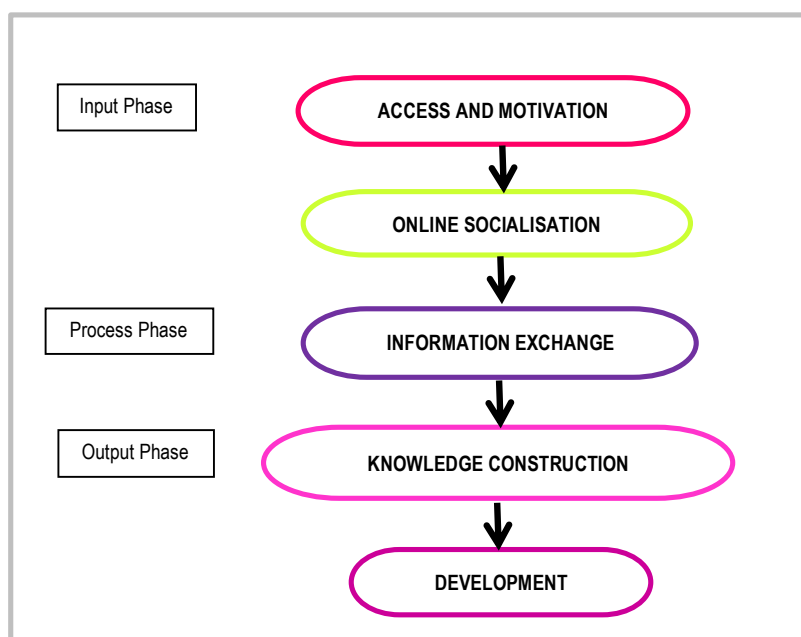 Input Phase
ACCESS AND MOTIVATION
ONLINE SOCIALISATION
Process Phase
INFORMATION EXCHANGE
Output Phase
KNOWLEDGE CONSTRUCTION
DEVELOPMENT